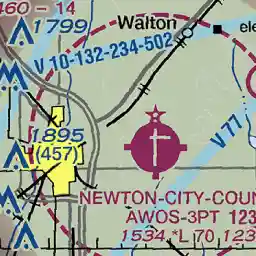 460 - 14
1799
Walton
V 10-132-234-502
1895
(457)
V 77
NEWTON-CITY-COUN
AWOS-3PT 123
1534 *L 70 123